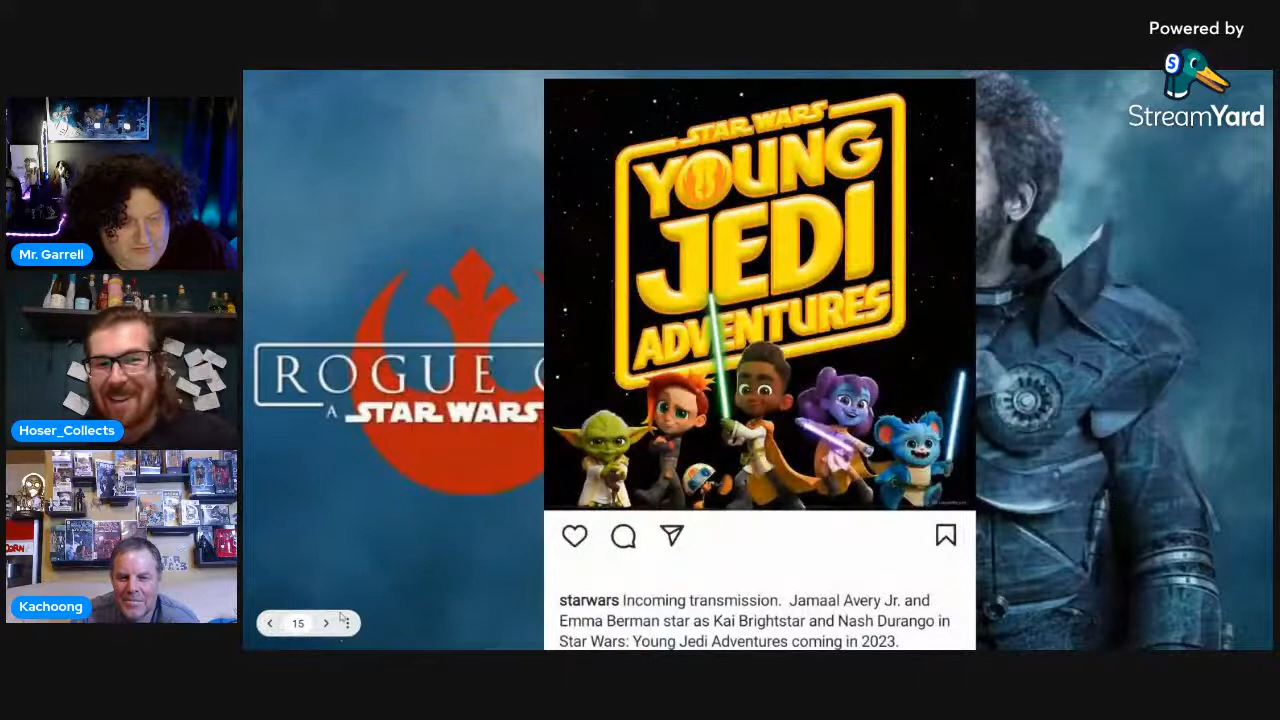 Powered by
StreamYard
Mr. Garrell
Hoser_Collects
Kachoong
ROGUE
A STAR WARS
15
STAR WARS
YOUNG
JEDI
ADVENTURES
starwars Incoming transmission. Jamaal Avery Jr. and
Emma Berman star as Kai Brightstar and Nash Durango in
Star Wars: Young Jedi Adventures coming in 2023.